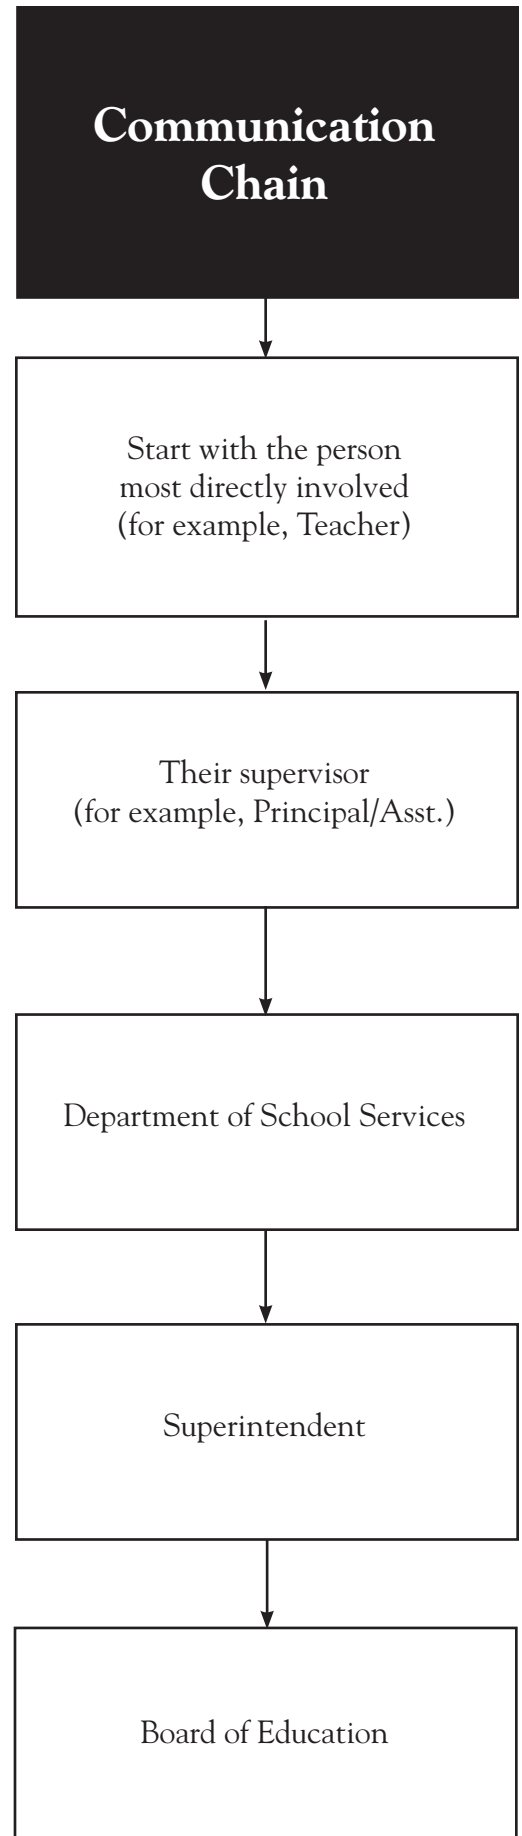 Communication
Chain
Start with the person
most directly involved
(for example, Teacher)
Their supervisor
(for example, Principal/Asst.)
Department of School Services
Superintendent
Board of Education